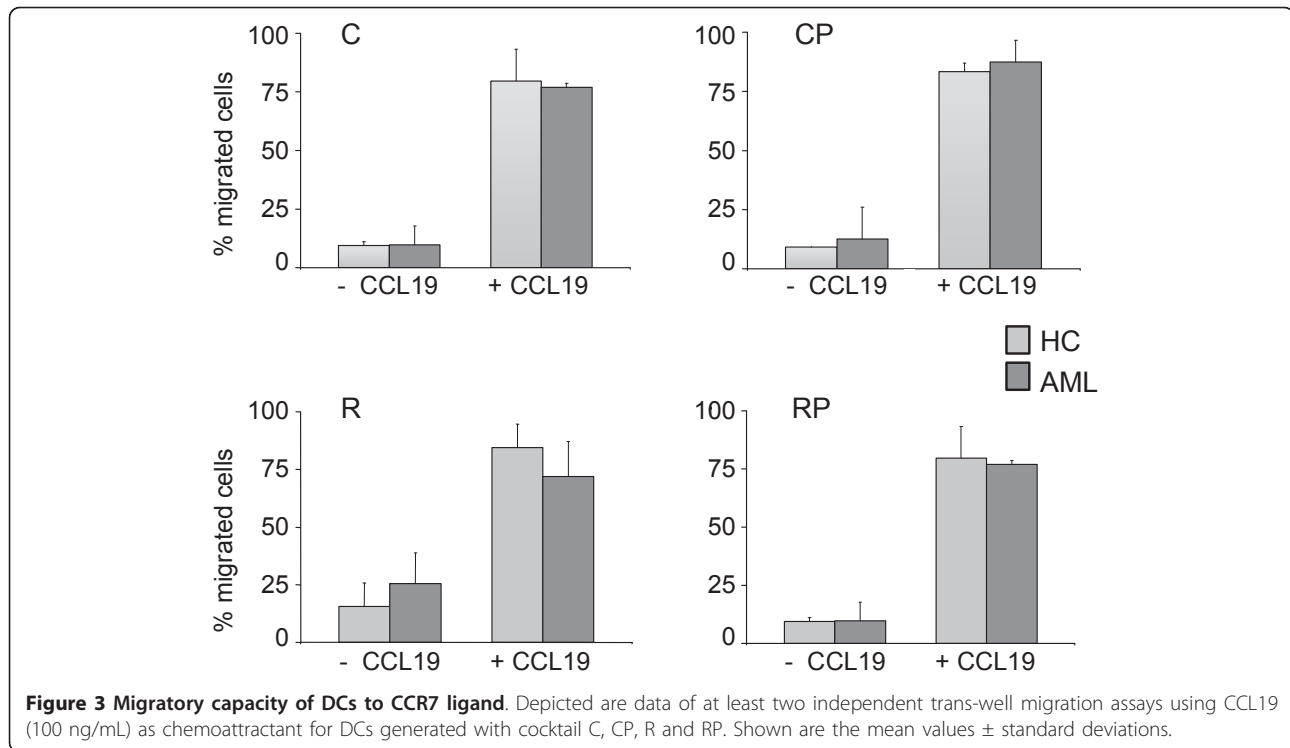 C
100
75
50
25
0
% migrated cells
- CCL19 + CCL19
CP
100
75
50
25
0
- CCL19 + CCL19
HC
AML
R
100
75
50
25
0
% migrated cells
- CCL19 + CCL19
RP
100
75
50
25
0
- CCL19 + CCL19
Figure 3 Migratory capacity of DCs to CCR7 ligand. Depicted are data of at least two independent trans-well migration assays using CCL19
(100 ng/mL) as chemoattractant for DCs generated with cocktail C, CP, R and RP. Shown are the mean values ± standard deviations.